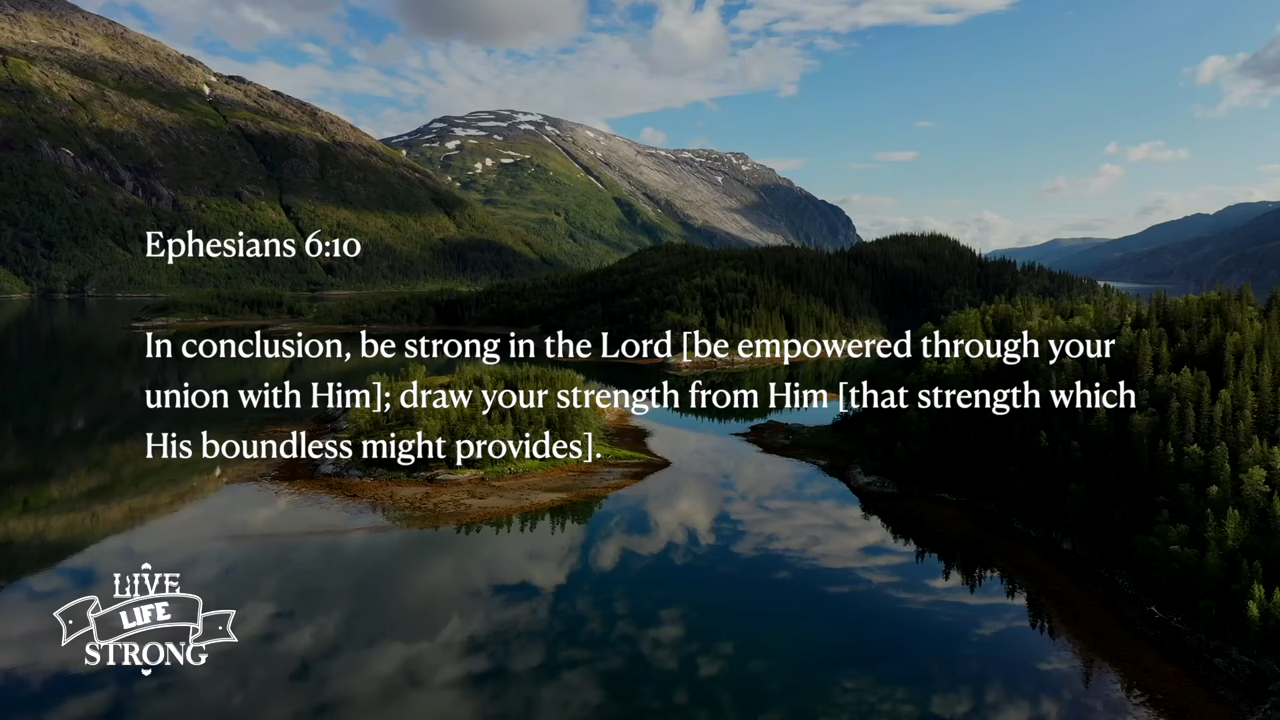 Ephesians 6:10
In conclusion, be strong in the Lord [be empowered through your
union with Him]; draw your strength from Him [that strength which
His boundless might provides].
LIVE
LIFE
STRONG